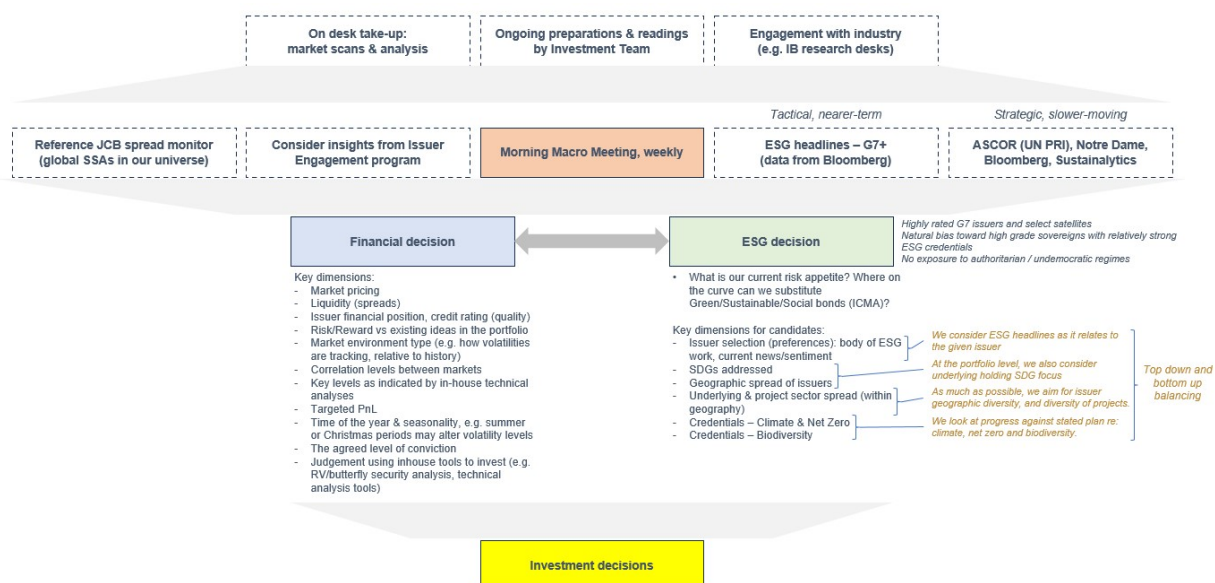 On desk take-up:
market scans & analysis
Ongoing preparations & readings
by Investment Team
Engagement with industry
(e.g. IB research desks)
Tactical, nearer-term
Strategic, slower-moving
Reference JCB spread monitor
(global SSAs in our universe)
Consider insights from Issuer
Engagement program
Morning Macro Meeting, weekly
ESG headlines – G7+
(data from Bloomberg)
ASCOR (UN PRI), Notre Dame,
Bloomberg, Sustainalytics
Financial decision
ESG decision
Highly rated G7 issuers and select satellites
Natural bias toward high grade sovereigns with relatively strong
ESG credentials
No exposure to authoritarian / undemocratic regimes
Key dimensions:
- Market pricing
- Liquidity (spreads)
- Issuer financial position, credit rating (quality)
- Risk/Reward vs existing ideas in the portfolio
- Market environment type (e.g. how volatilities
are tracking, relative to history)
- Correlation levels between markets
- Key levels as indicated by in-house technical
analyses
- Targeted PnL
- Time of the year & seasonality, e.g. summer
or Christmas periods may alter volatility levels
- The agreed level of conviction
- Judgement using inhouse tools to invest (e.g.
RV/butterfly security analysis, technical
analysis tools)
• What is our current risk appetite? Where on
the curve can we substitute
Green/Sustainable/Social bonds (ICMA)?
Key dimensions for candidates:
- Issuer selection (preferences): body of ESG
work, current news/sentiment
- SDGs addressed
- Geographic spread of issuers
- Underlying & project sector spread (within
geography)
- Credentials – Climate & Net Zero
- Credentials – Biodiversity
We consider ESG headlines as it relates to
the given issuer
At the portfolio level, we also consider
underlying holding SDG focus
As much as possible, we aim for issuer
geographic diversity, and diversity of projects.
We look at progress against stated plan re:
climate, net zero and biodiversity.
Top down and
bottom up
balancing
Investment decisions